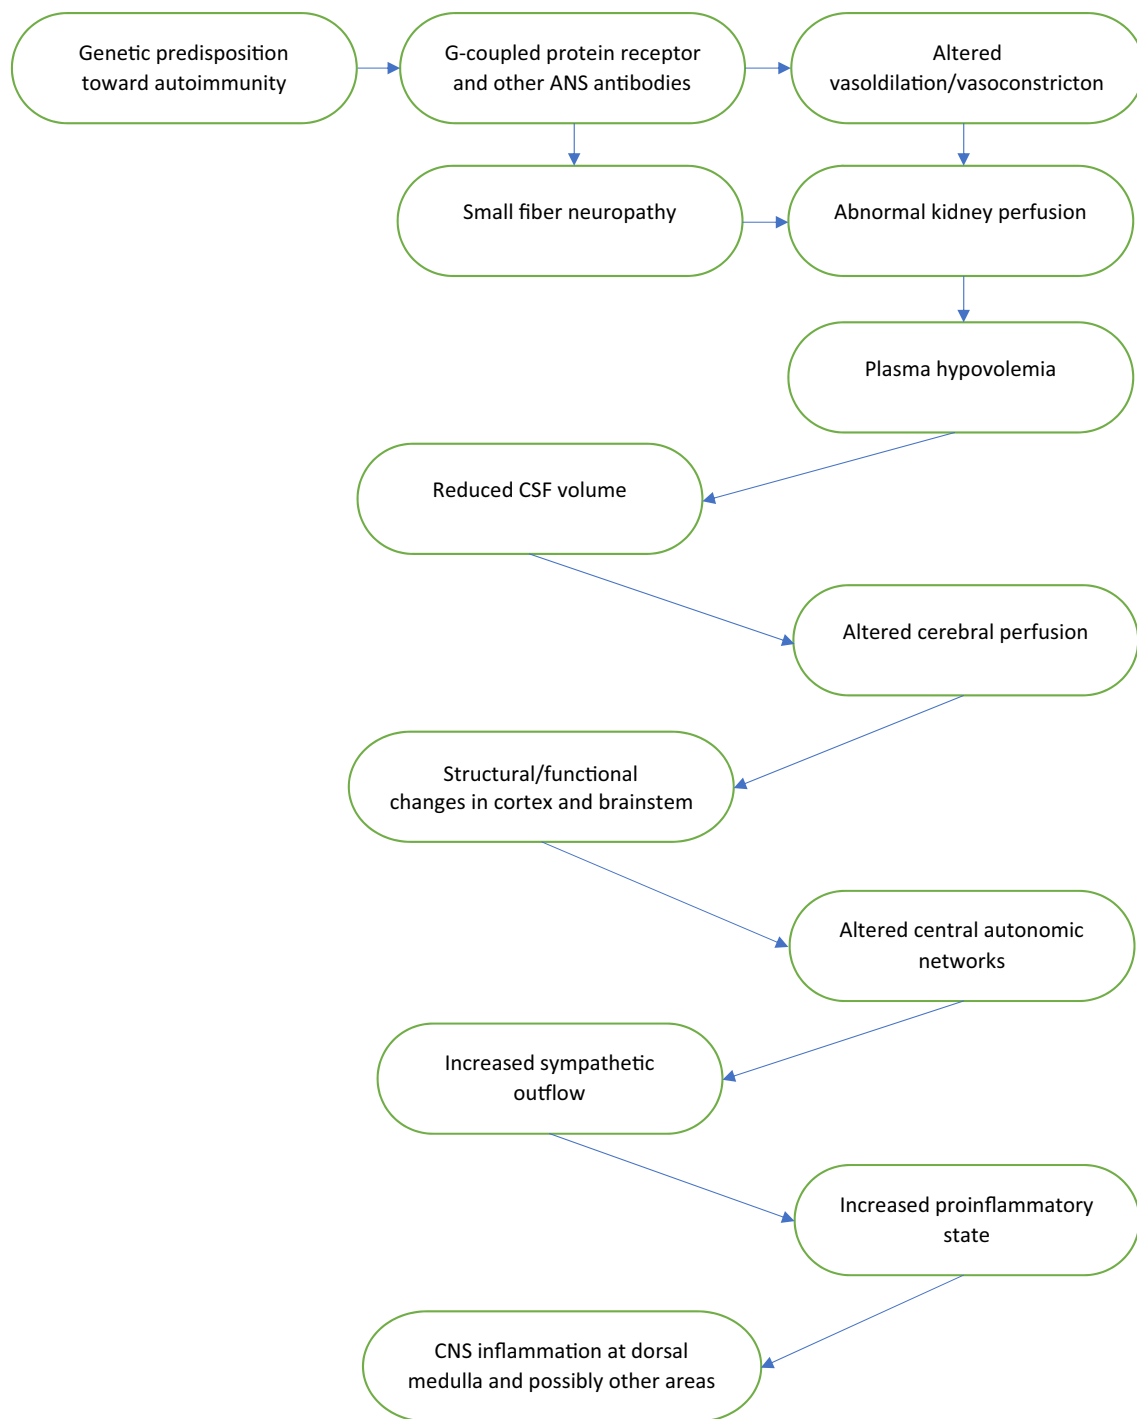 Genetic predisposition
toward autoimmunity
G-coupled protein receptor
and other ANS antibodies
Altered
vasoldilation/vasoconstricton
Small fiber neuropathy
Abnormal kidney perfusion
Plasma hypovolemia
Reduced CSF volume
Altered cerebral perfusion
Structural/functional
changes in cortex and brainstem
Altered central autonomic
networks
Increased sympathetic
outflow
Increased proinflammatory
state
CNS inflammation at dorsal
medulla and possibly other areas